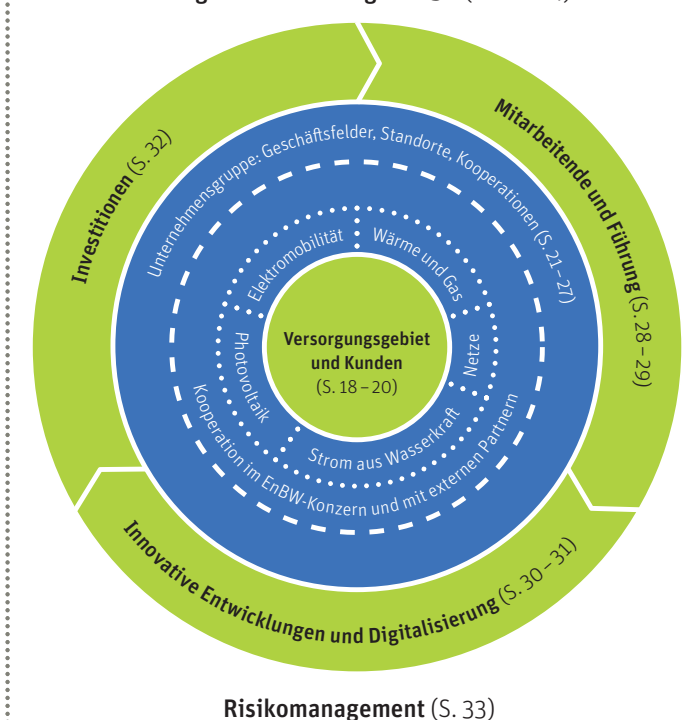 Investitionen (S. 32)
Mitarbeitende und Führung (S. 28–29)
Unternehmensgruppe: Geschäftsfelder, Standorte, Kooperationen (S. 21–27)
Elektromobilität
Wärme und Gas
Versorgungsgebiet
und Kunden
(S. 18–20)
Photovoltaik
Netze
Strom aus Wasserkraft
Kooperation im EnBW-Konzern und mit externen Partnern
Innovative Entwicklungen und Digitalisierung (S. 30–31)
Risikomanagement (S. 33)